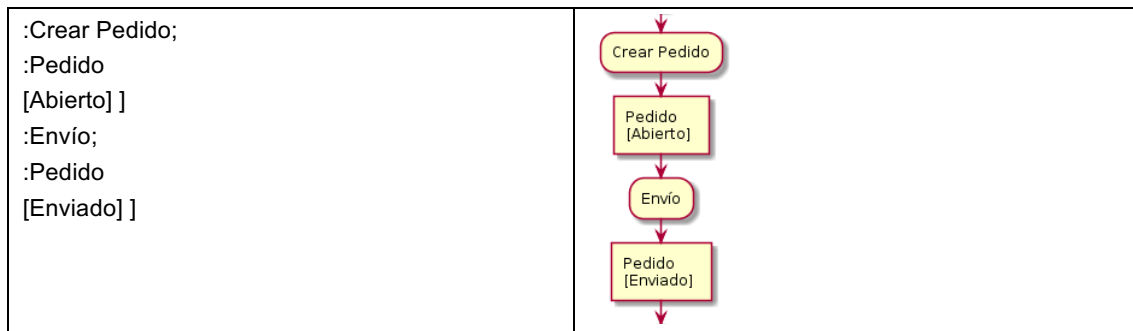 :Crear Pedido;
:Pedido
[Abierto] ]
:Envío;
:Pedido
[Enviado] ]
Crear Pedido
Pedido
[Abierto]
Envío
Pedido
[Enviado]